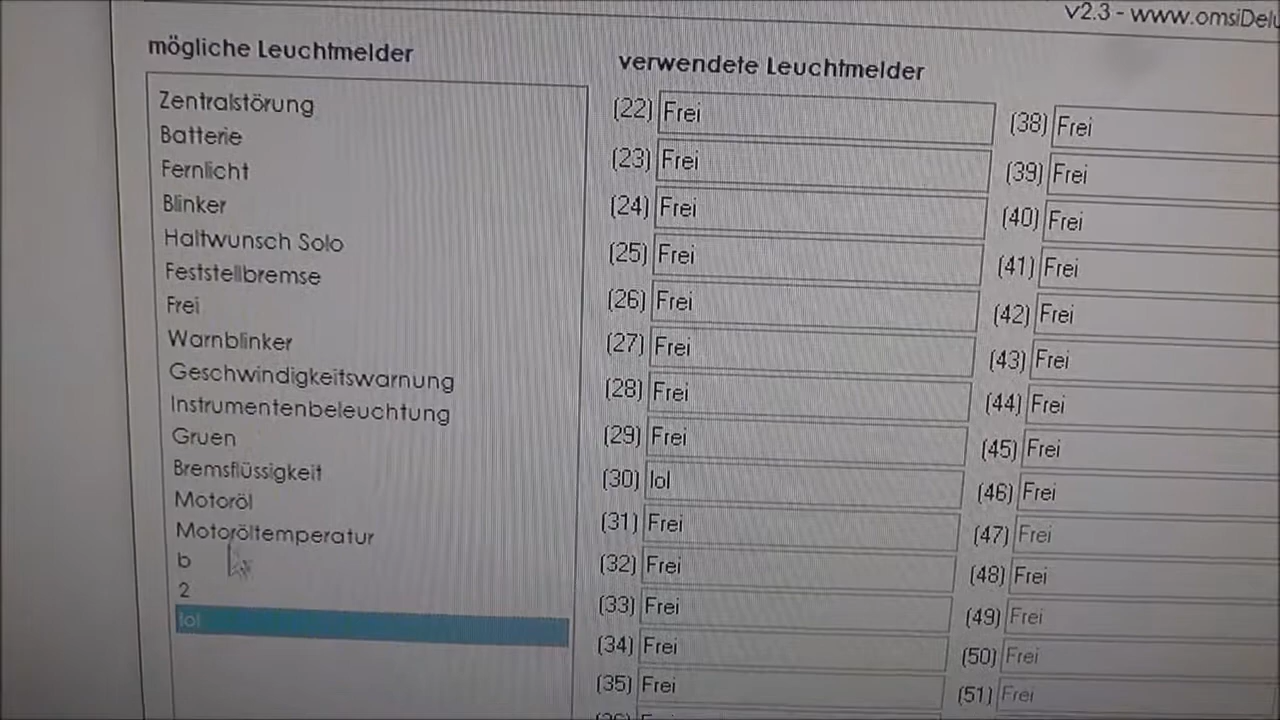 v2.3 - www.omsiDelu
mögliche Leuchtmelder
verwendete Leuchtmelder
Zentralstörung
Batterie
Fernlicht
Blinker
Haltwunsch Solo
Feststellbremse
Frei
Warnblinker
Geschwindigkeitswarnung
Instrumentenbeleuchtung
Gruen
Bremsflüssigkeit
Motoröl
Motoröltemperatur
b
2
lol
(22) Frei
(23) Frei
(24) Frei
(25) Frei
(26) Frei
(27) Frei
(28) Frei
(29) Frei
(30) lol
(31) Frei
(32) Frei
(33) Frei
(34) Frei
(35) Frei
(38) Frei
(39) Frei
(40) Frei
(41) Frei
(42) Frei
(43) Frei
(44) Frei
(45) Frei
(46) Frei
(47) Frei
(48) Frei
(49) Frei
(50) Frei
(51) Frei